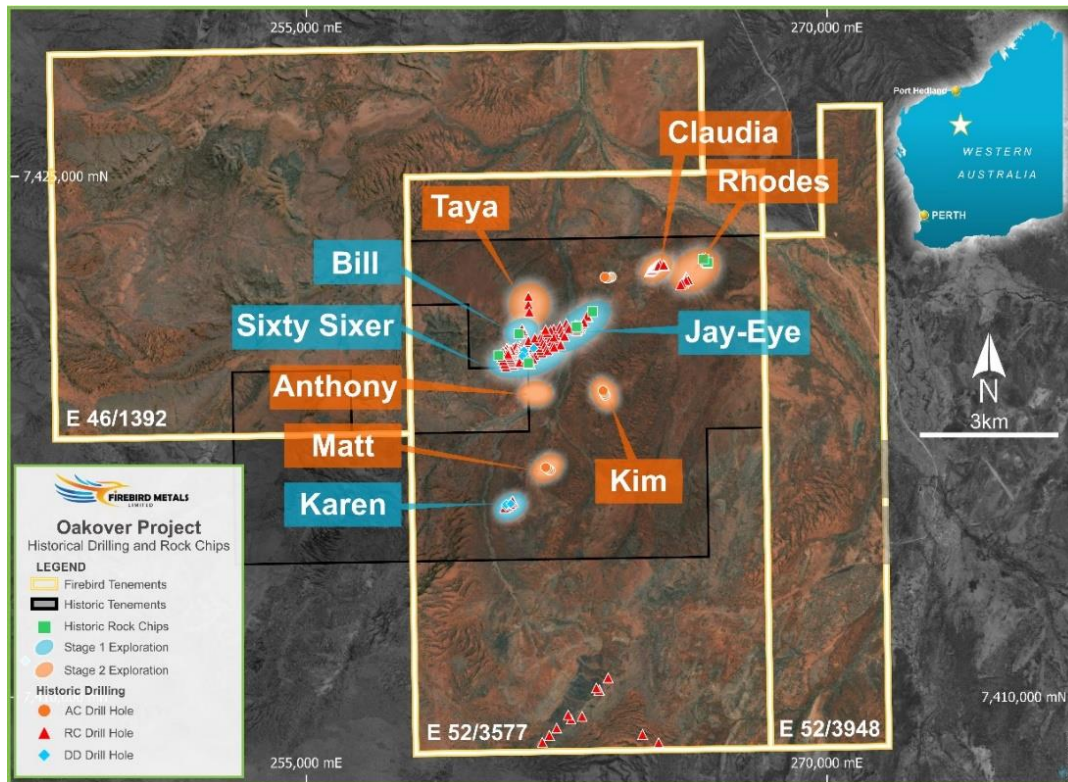 255,000 mE
270,000 mE
Port Hedland
WESTERN
AUSTRALIA
PERTH
7,425,000 mN
Claudia
Rhodes
Taya
Bill
Sixty Sixer
Jay-Eye
Anthony
E 46/1392
Matt
Kim
Karen
N
3km
FIREBIRD METALS
LIMITED
Oakover Project
Historical Drilling and Rock Chips
LEGEND
Firebird Tenements
Historic Tenements
Historic Rock Chips
Stage 1 Exploration
Stage 2 Exploration
Historic Drilling
AC Drill Hole
RC Drill Hole
DD Drill Hole
7,410,000 mN
E 52/3577
E 52/3948
255,000 mE
270,000 mE